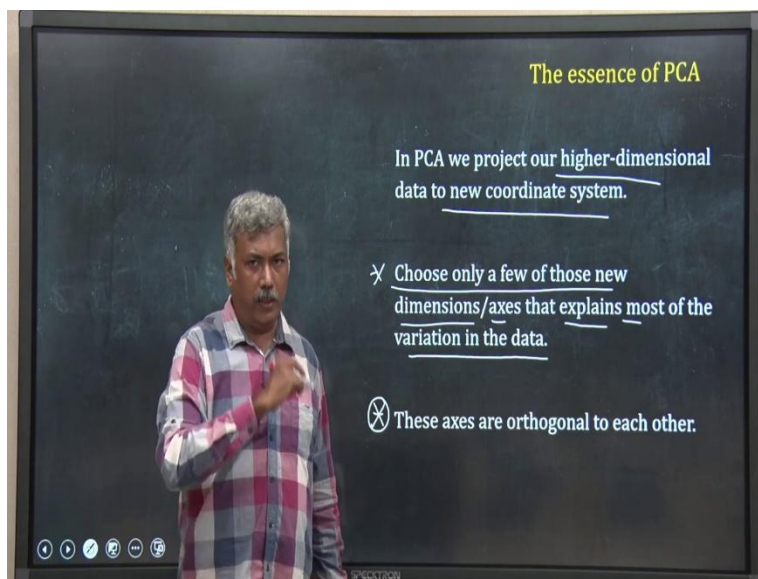 The essence of PCA
In PCA we project our higher-dimensional
data to new coordinate system.
Choose only a few of those new
dimensions/axes that explains most of the
variation in the data.
These axes are orthogonal to each other.
SPECKTRON